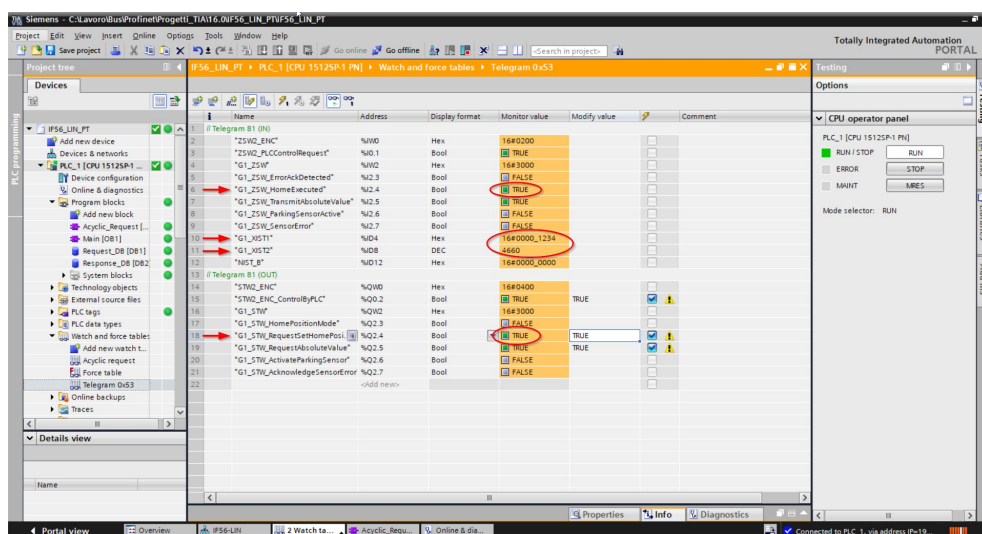 Siemens - C:\Lavoro\Bus\Profinet\Progetti_TIA\16.0\IF56_LIN_PT\IF56_LIN_PT
Project Edit View Insert Online Options Tools Window Help
Totally Integrated Automation
PORTAL
Save project Go online Go offline <Search in project>
Project tree
IF56_LIN_PT PLC_1 [CPU 1512SP-1 PN] Watch and force tables Telegram 0x53
Testing
Devices
Options
PLC programming
i Name Address Display format Monitor value Modify value Comment
CPU operator panel
PLC_1 [CPU 1512SP-1 PN]
RUN / STOP RUN
ERROR STOP
MAINT MRES
Mode selector: RUN
IF56_LIN_PT
Add new device
Devices & networks
PLC_1 [CPU 1512SP-1 ...
Device configuration
Online & diagnostics
Program blocks
Add new block
Acyclic_Request [...
Main [OB1]
Request_DB [DB1]
Response_DB [DB2]
System blocks
Technology objects
External source files
PLC tags
PLC data types
Watch and force tables
Add new watch t...
Acyclic request
Force table
Telegram 0x53
Online backups
Traces
1 // Telegram 81 (IN)
2 "ZSW2_ENC" %IW0 Hex 16#0200
3 "ZSW2_PLCControlRequest" %I0.1 Bool TRUE
4 "G1_ZSW" %IW2 Hex 16#3000
5 "G1_ZSW_ErrorAckDetected" %I2.3 Bool FALSE
6 "G1_ZSW_HomeExecuted" %I2.4 Bool TRUE
7 "G1_ZSW_TransmitAbsoluteValue" %I2.5 Bool TRUE
8 "G1_ZSW_ParkingSensorActive" %I2.6 Bool FALSE
9 "G1_ZSW_SensorError" %I2.7 Bool FALSE
10 "G1_XIST1" %ID4 Hex 16#0000_1234
11 "G1_XIST2" %ID8 DEC 4660
12 "NIST_B" %ID12 Hex 16#0000_0000
13 // Telegram 81 (OUT)
14 "STW2_ENC" %QW0 Hex 16#0400
15 "STW2_ENC_ControlByPLC" %Q0.2 Bool TRUE TRUE
16 "G1_STW" %QW2 Hex 16#3000
17 "G1_STW_HomePositionMode" %Q2.3 Bool FALSE
18 "G1_STW_RequestSetHomePosi. %Q2.4 Bool TRUE TRUE
19 "G1_STW_RequestAbsoluteValue" %Q2.5 Bool TRUE TRUE
20 "G1_STW_ActivateParkingSensor" %Q2.6 Bool FALSE
21 "G1_STW_AcknowledgeSensorError %Q2.7 Bool FALSE
22 <Add new>
Details view
Name
Properties Info Diagnostics
Portal view Overview IF56-LIN 2 Watch ta... Acyclic_Requ... Online & dia... Connected to PLC_1, via address IP=19...